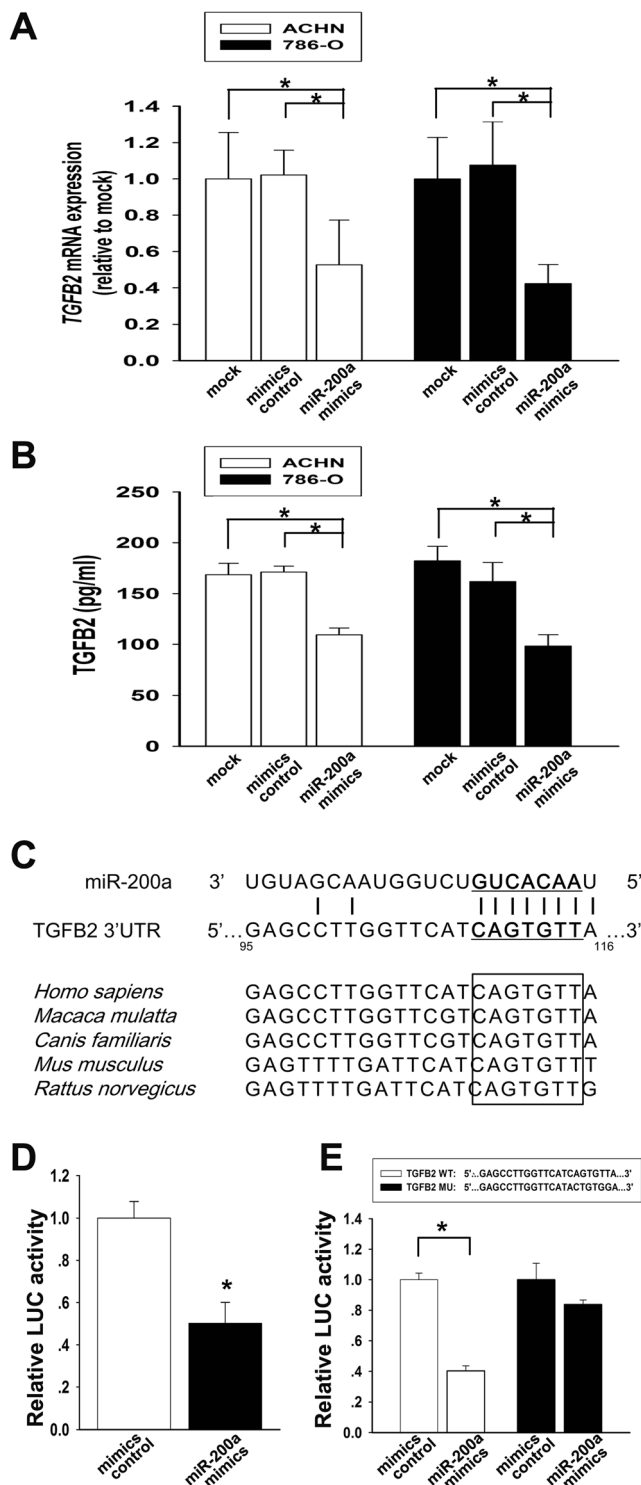 A
ACHN
786-O
*
*
*
*
TGFB2 mRNA expression
(relative to mock)
1.4
1.2
1.0
0.8
0.6
0.4
0.2
0.0
mock
mimics control
miR-200a mimics
mock
mimics control
miR-200a mimics
B
ACHN
786-O
*
*
*
*
TGFB2 (pg/ml)
250
200
150
100
50
0
mock
mimics control
miR-200a mimics
mock
mimics control
miR-200a mimics
C
miR-200a 3' UGUAGCAAUGGUCUGUCACAAU 5'
TGFB2 3'UTR 5'...GAGCCTTGGTTCATCAGTGTTA...3'
95 116
Homo sapiens GAGCCTTGGTTCATCAGTGTTA
Macaca mulatta GAGCCTTGGTTCGTCAGTGTTA
Canis familiaris GAGCCTTGGTTCGTCAGTGTTA
Mus musculus GAGTTTTGATTCATCAGTGTTT
Rattus norvegicus GAGTTTTGATTCATCAGTGTTG
D
Relative LUC activity
1.2
1.0
.8
.6
.4
.2
0.0
*
mimics control
miR-200a mimics
E
TGFB2 WT: 5'...GAGCCTTGGTTCATCAGTGTTA...3'
TGFB2 MU: 5'...GAGCCTTGGTTCATACTGTGGA...3'
Relative LUC activity
1.4
1.2
1.0
.8
.6
.4
.2
0.0
*
mimics control
miR-200a mimics
mimics control
miR-200a mimics